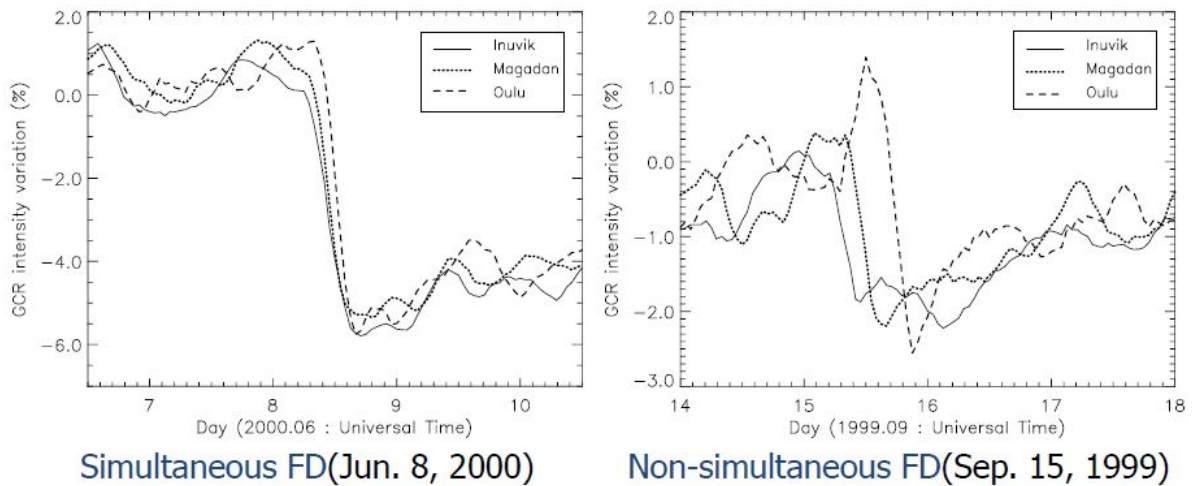 2.0
0.0
-2.0
-4.0
-6.0
GCR intensity variation (%)
Inuvik
Magadan
Oulu
7 8 9 10
Day (2000.06 : Universal Time)
Simultaneous FD(Jun. 8, 2000)
2.0
1.0
0.0
-1.0
-2.0
-3.0
GCR intensity variation (%)
Inuvik
Magadan
Oulu
14 15 16 17 18
Day (1999.09 : Universal Time)
Non-simultaneous FD(Sep. 15, 1999)